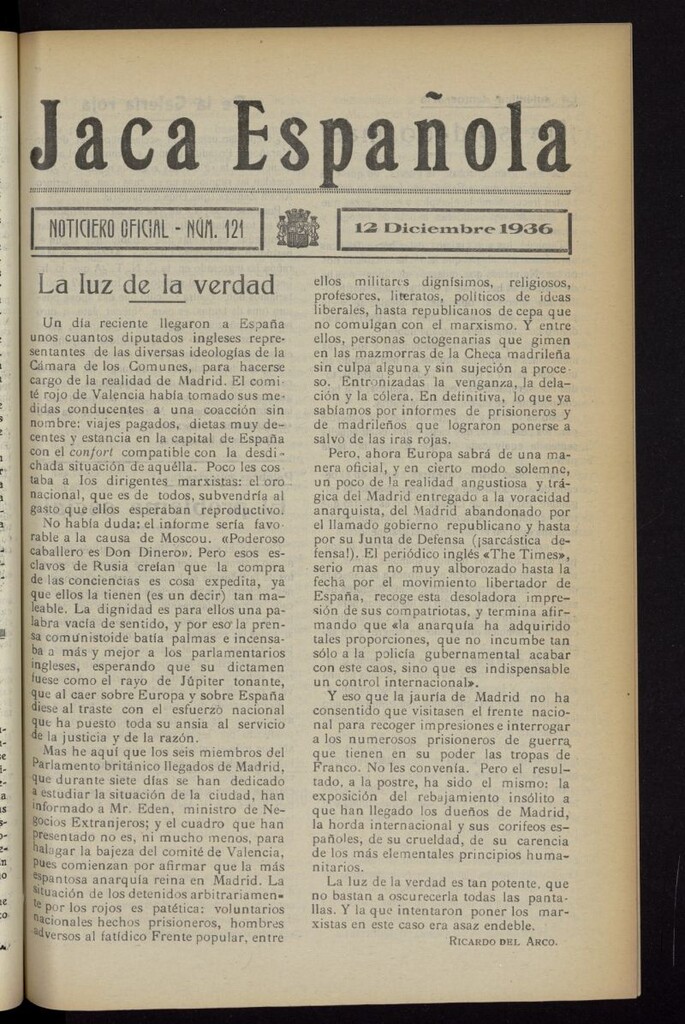 Jaca Española
NOTICIERO OFICIAL - NÚM. 121
12 Diciembre 1936
La luz de la verdad
Un día reciente llegaron a España
unos cuantos diputados ingleses repre-
sentantes de las diversas ideologías de la
Cámara de los Comunes, para hacerse
cargo de la realidad de Madrid. El comi
té rojo de Valencia había tomado sus me-
didas conducentes a una coacción sin
nombre: viajes pagados, dietas muy de-
centes y estancia en la capital de España
con el confort compatible con la desdi-
chada situación de aquélla. Poco les cos
taba a los dirigentes marxistas: el oro
nacional, que es de todos, subvendría al
gasto que ellos esperaban reproductivo.
No había duda: el informe sería favo-
rable a la causa de Moscou. «Poderoso
caballero es Don Dinero». Pero esos es-
clavos de Rusia creían que la compra
de las conciencias es cosa expedita, ya
que ellos la tienen (es un decir) tan ma-
leable. La dignidad es para ellos una pa-
labra vacía de sentido, y por eso la pren-
sa comunistoide batía palmas e incensa-
ba a más y mejor a los parlamentarios
ingleses, esperando que su dictamen
fuese como el rayo de Júpiter tonante,
que al caer sobre Europa y sobre España
diese al traste con el esfuerzo nacional
que ha puesto toda su ansia al servicio
de la justicia y de la razón.
Mas he aquí que los seis miembros del
Parlamento británico llegados de Madrid,
que durante siete días se han dedicado
a estudiar la situación de la ciudad, han
informado a Mr. Eden, ministro de Ne-
gocios Extranjeros; y el cuadro que han
presentado no es, ni mucho menos, para
halagar la bajeza del comité de Valencia,
pues comienzan por afirmar que la más
espantosa anarquía reina en Madrid. La
situación de los detenidos arbitrariamen-
te por los rojos es patética: voluntarios
nacionales hechos prisioneros, hombres
adversos al fatídico Frente popular, entre
ellos militares dignísimos, religiosos,
profesores, literatos, políticos de ideas
liberales, hasta republicanos de cepa que
no comulgan con el marxismo. Y entre
ellos, personas octogenarias que gimen
en las mazmorras de la Checa madrileña
sin culpa alguna y sin sujeción a proce-
so. Entronizadas la venganza, la dela-
ción y la cólera. En definitiva, lo que ya
sabíamos por informes de prisioneros y
de madrileños que lograron ponerse a
salvo de las iras rojas.
Pero, ahora Europa sabrá de una ma-
nera oficial, y en cierto modo solemne,
un poco de la realidad angustiosa y trá-
gica del Madrid entregado a la voracidad
anarquista, del Madrid abandonado por
el llamado gobierno republicano y hasta
por su Junta de Defensa (¡sarcástica de-
fensa!). El periódico inglés «The Times»,
serio mas no muy alborozado hasta la
fecha por el movimiento libertador de
España, recoge esta desoladora impre-
sión de sus compatriotas, y termina afir-
mando que «la anarquía ha adquirido
tales proporciones, que no incumbe tan
sólo a la policía gubernamental acabar
con este caos, sino que es indispensable
un control internacional».
Y eso que la jauría de Madrid no ha
consentido que visitasen el frente nacio-
nal para recoger impresiones e interrogar
a los numerosos prisioneros de guerra,
que tienen en su poder las tropas de
Franco. No les convenía. Pero el resul-
tado, a la postre, ha sido el mismo: la
exposición del rebajamiento insólito a
que han llegado los dueños de Madrid,
la horda internacional y sus corifeos es-
pañoles, de su crueldad, de su carencia
de los más elementales principios huma-
nitarios.
La luz de la verdad es tan potente, que
no bastan a oscurecerla todas las panta-
llas. Y la que intentaron poner los mar-
xistas en este caso era asaz endeble.
RICARDO DEL ARCO.